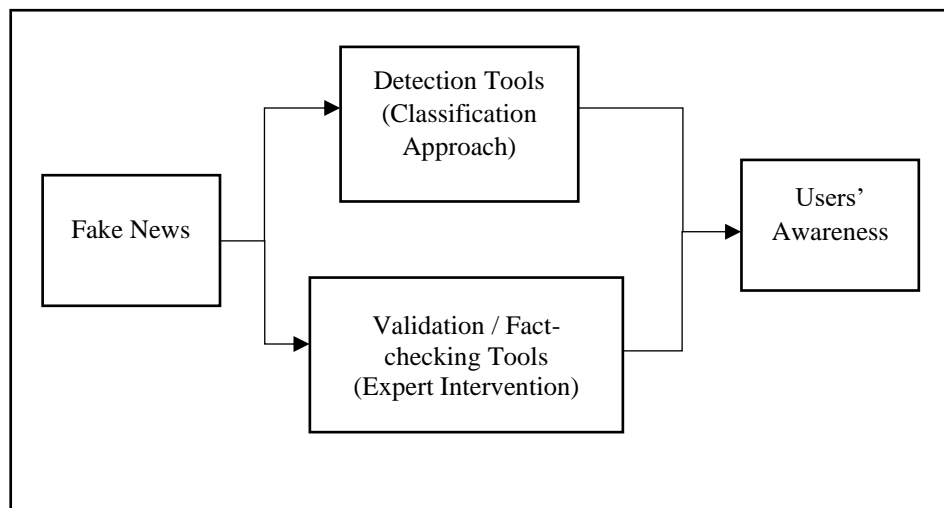 Detection Tools
(Classification
Approach)
Fake News
Users’
Awareness
Validation / Fact-
checking Tools
(Expert Intervention)